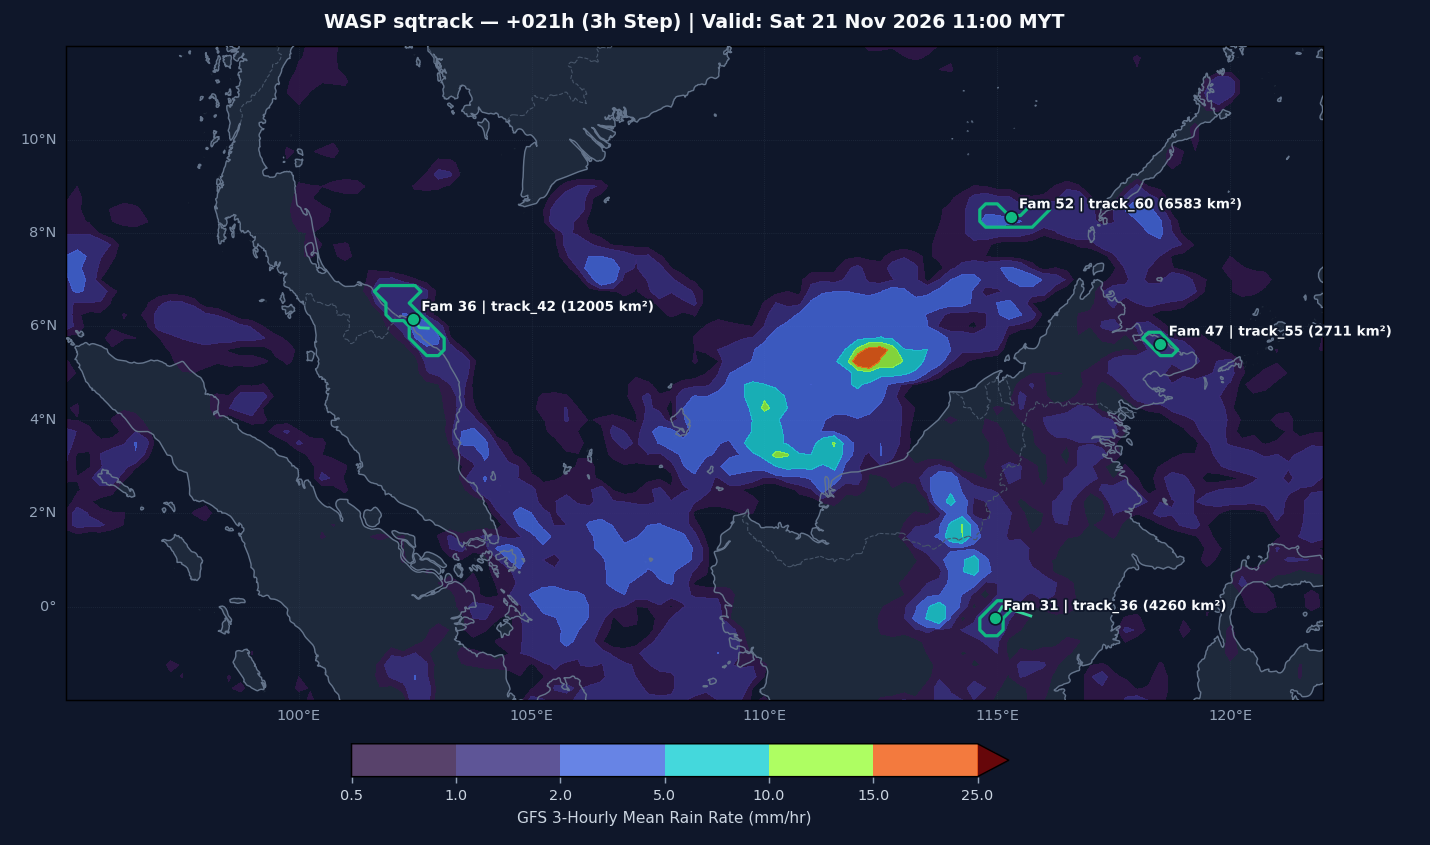 WASP sqtrack — +021h (3h Step) | Valid: Sat 21 Nov 2026 11:00 MYT
10°N
8°N
6°N
4°N
2°N
0°
Fam 52 | track_60 (6583 km²)
Fam 36 | track_42 (12005 km²)
Fam 47 | track_55 (2711 km²)
Fam 31 | track_36 (4260 km²)
100°E 105°E 110°E 115°E 120°E
0.5 1.0 2.0 5.0 10.0 15.0 25.0
GFS 3-Hourly Mean Rain Rate (mm/hr)